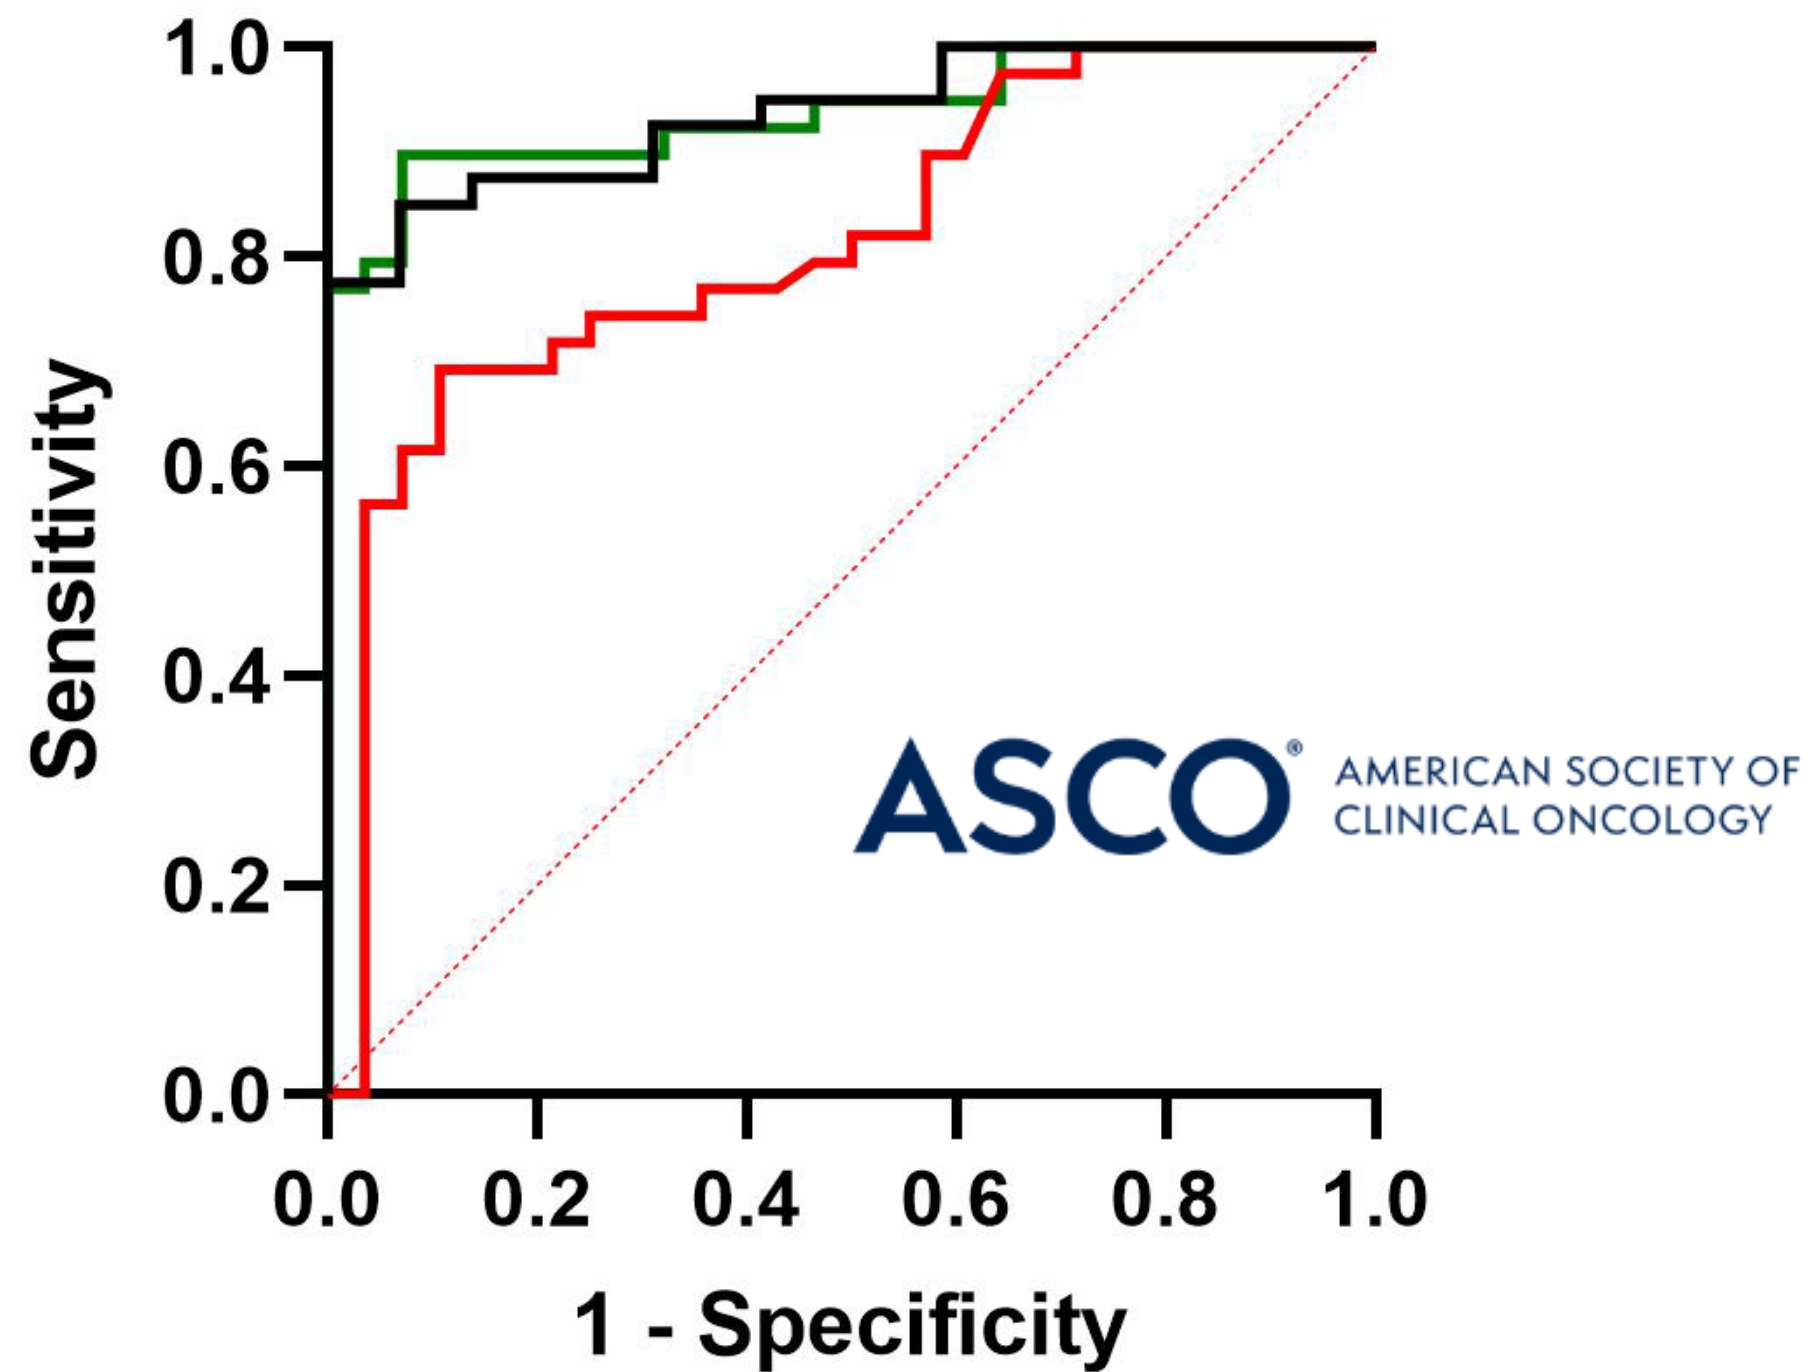 1.0
0.8
0.6
0.4
0.2
0.0
Sensitivity
ASCO® AMERICAN SOCIETY OF
CLINICAL ONCOLOGY
0.0 0.2 0.4 0.6 0.8 1.0
1 - Specificity